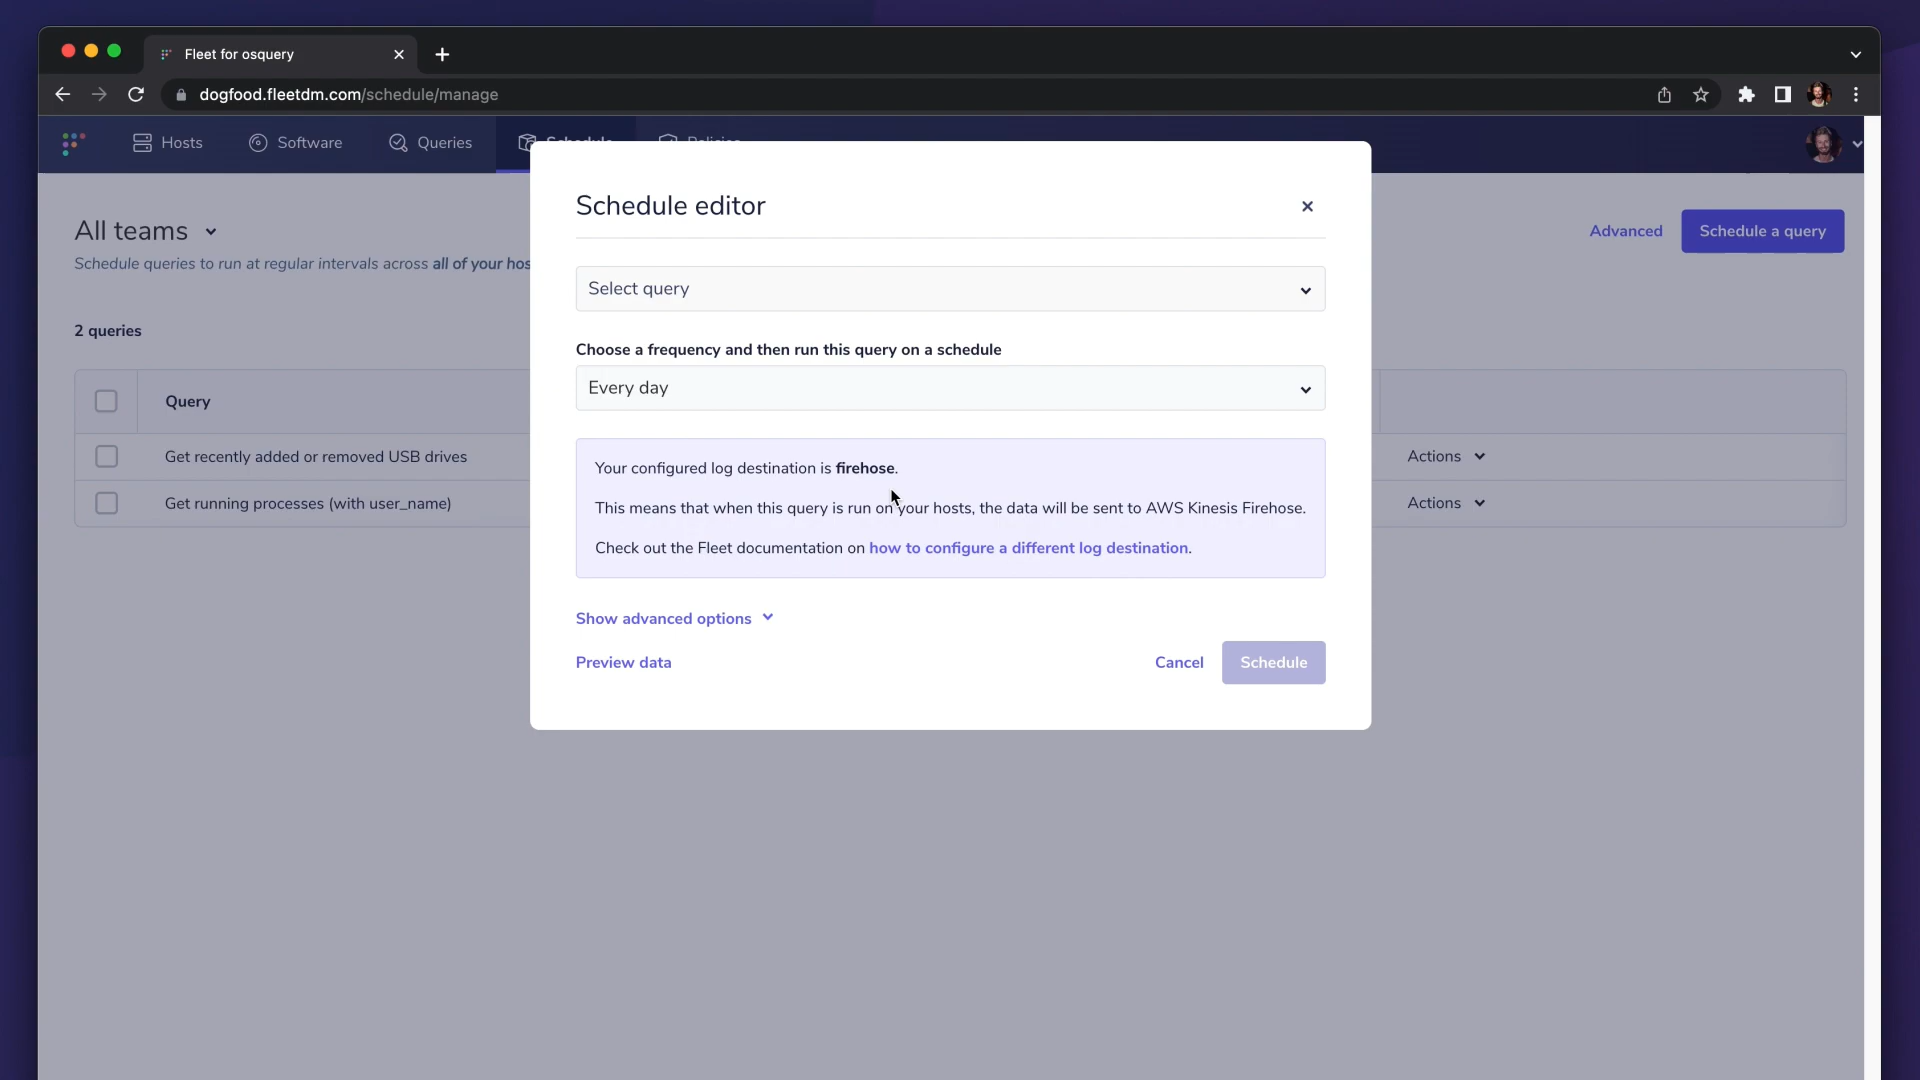 Fleet for osquery
dogfood.fleetdm.com/schedule/manage
Hosts
Software
Queries
Schedule
Policies
Schedule editor
All teams
Advanced
Schedule a query
Schedule queries to run at regular intervals across all of your hos
Select query
2 queries
Choose a frequency and then run this query on a schedule
Every day
Query
Your configured log destination is firehose.
Get recently added or removed USB drives
Actions
This means that when this query is run on your hosts, the data will be sent to AWS Kinesis Firehose.
Get running processes (with user_name)
Actions
Check out the Fleet documentation on how to configure a different log destination.
Show advanced options
Preview data
Cancel
Schedule